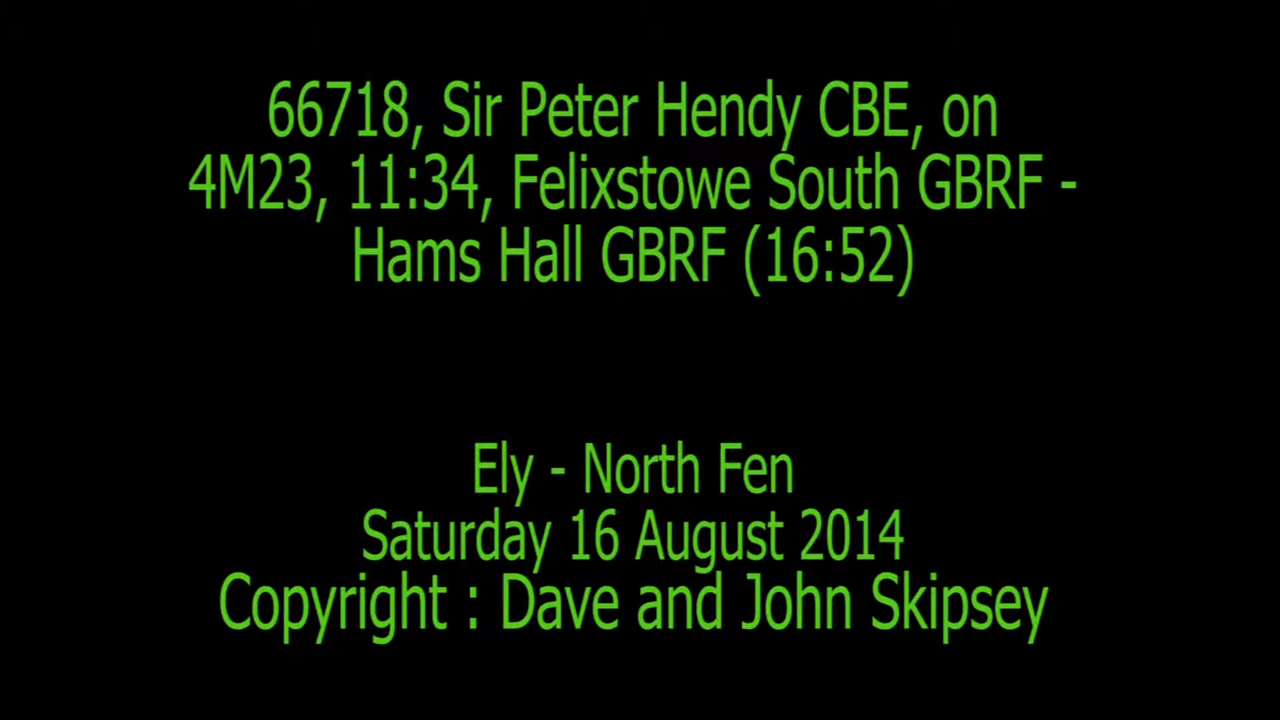 66718, Sir Peter Hendy CBE, on
4M23, 11:34, Felixstowe South GBRF -
Hams Hall GBRF (16:52)
Ely - North Fen
Saturday 16 August 2014
Copyright : Dave and John Skipsey